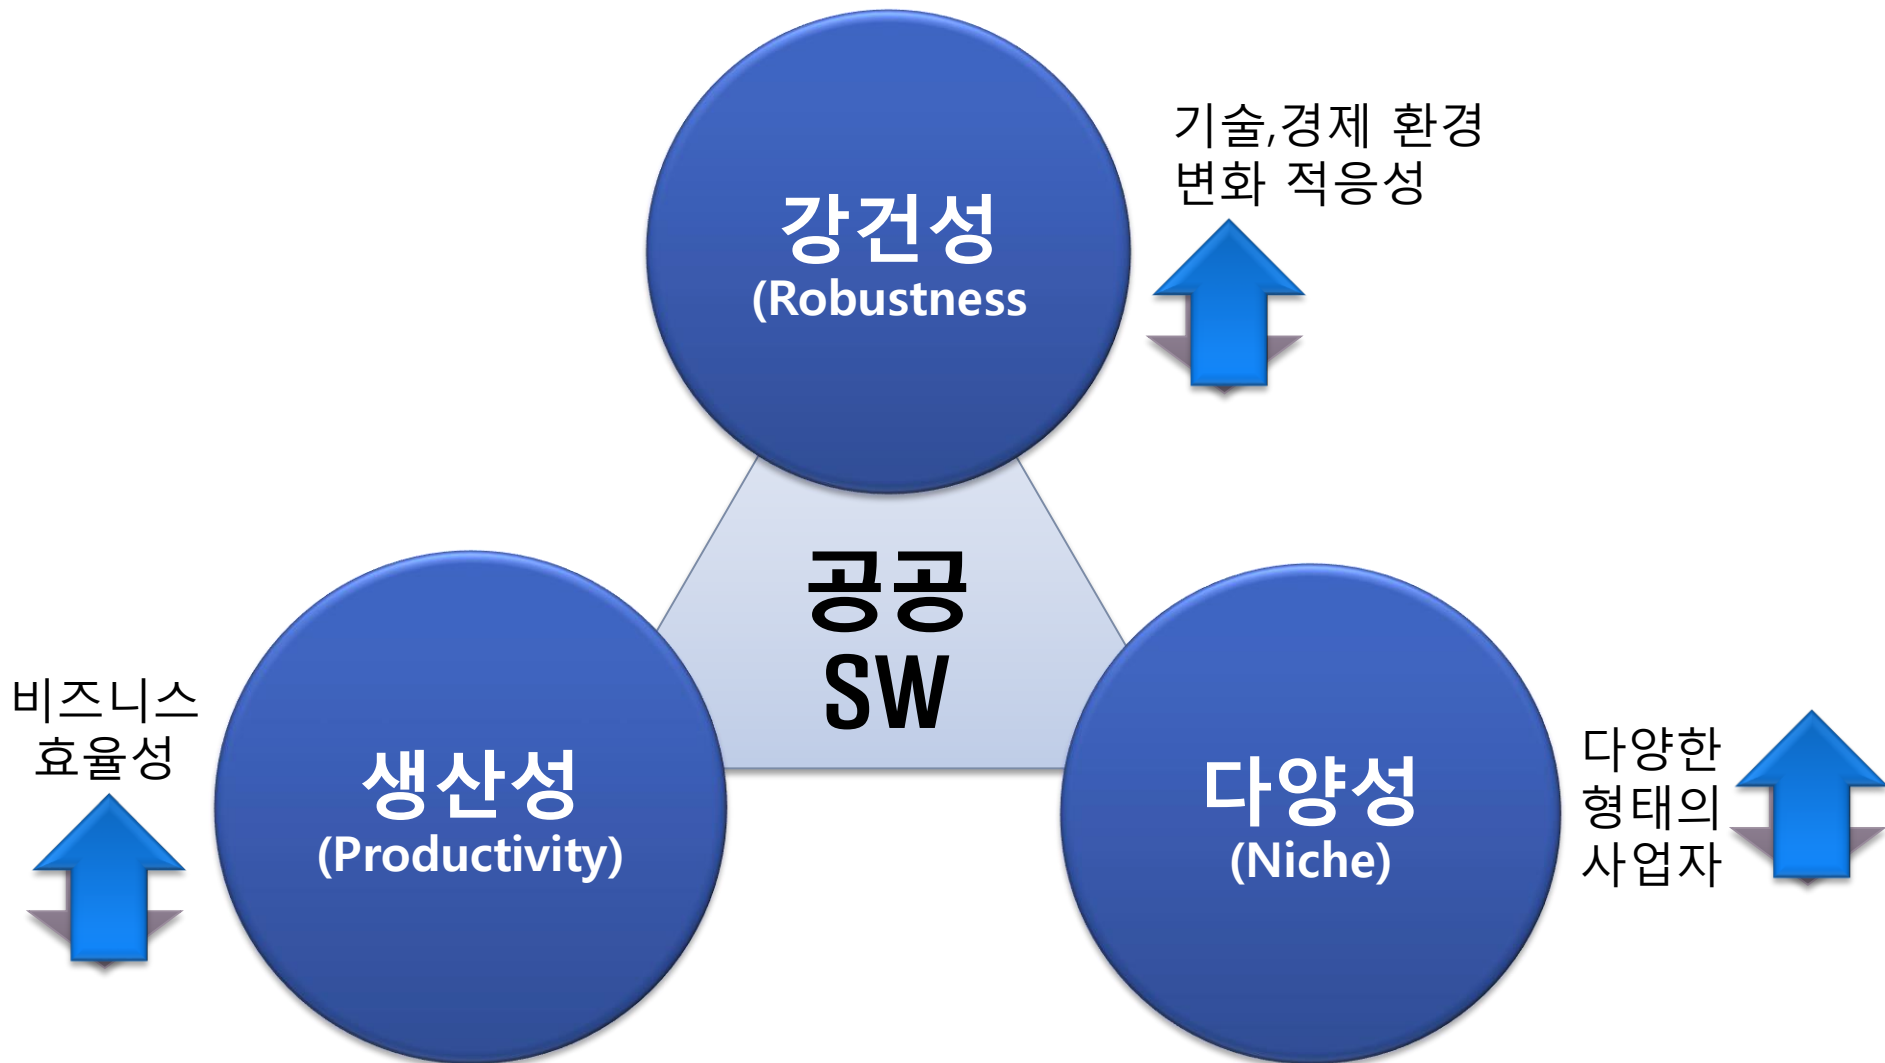 기술,경제 환경
변화 적응성
강건성
(Robustness
공공
SW
비즈니스
효율성
생산성
(Productivity)
다양성
(Niche)
다양한
형태의
사업자